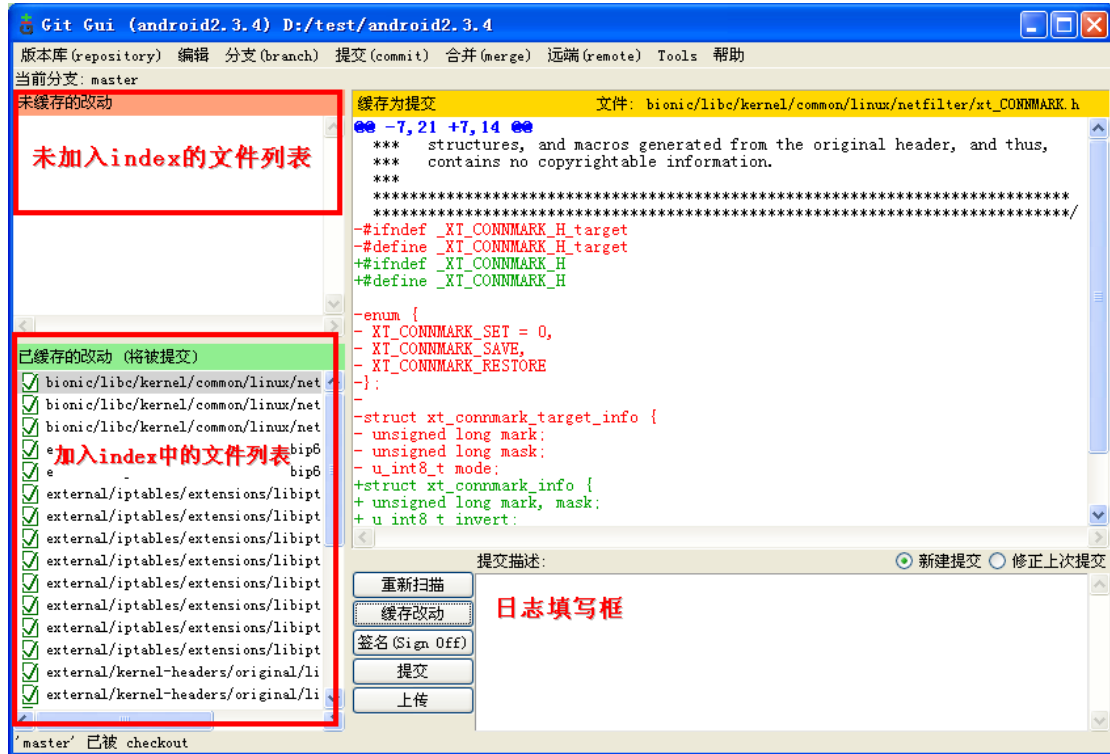 Git Gui (android2.3.4) D:/test/android2.3.4
版本库(repository) 编辑 分支(branch) 提交(commit) 合并(merge) 远端(remote) Tools 帮助
当前分支: master
未缓存的改动
未加入index的文件列表
已缓存的改动 (将被提交)
bionic/libc/kernel/common/linux/net
bionic/libc/kernel/common/linux/net
bionic/libc/kernel/common/linux/net
e bip6
加入index中的文件列表
e bip6
external/iptables/extensions/libipt
external/iptables/extensions/libipt
external/iptables/extensions/libipt
external/iptables/extensions/libipt
external/iptables/extensions/libipt
external/iptables/extensions/libipt
external/iptables/extensions/libipt
external/iptables/extensions/libipt
external/kernel-headers/original/li
external/kernel-headers/original/li
缓存为提交 文件: bionic/libc/kernel/common/linux/netfilter/xt_CONNMARK.h
@@ -7,21 +7,14 @@
*** structures, and macros generated from the original header, and thus,
*** contains no copyrightable information.
***
****************************************************************************
****************************************************************************/
-#ifndef _XT_CONNMARK_H_target
-#define _XT_CONNMARK_H_target
+#ifndef _XT_CONNMARK_H
+#define _XT_CONNMARK_H
-enum {
- XT_CONNMARK_SET = 0,
- XT_CONNMARK_SAVE,
- XT_CONNMARK_RESTORE
-};
-
-struct xt_connmark_target_info {
- unsigned long mark;
- unsigned long mask;
- u_int8_t mode;
+struct xt_connmark_info {
+ unsigned long mark, mask;
+ u_int8_t invert;
提交描述: 新建提交 修正上次提交
重新扫描
缓存改动
签名(Sign Off)
提交
上传
日志填写框
'master' 已被 checkout